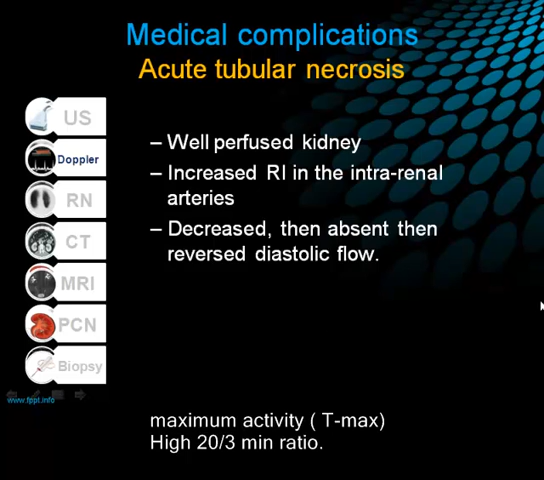 Medical complications
Acute tubular necrosis
US
Doppler
RN
CT
MRI
PCN
Biopsy
– Well perfused kidney
– Increased RI in the intra-renal
arteries
– Decreased, then absent then
reversed diastolic flow.
www.fppt.info
maximum activity ( T-max)
High 20/3 min ratio.